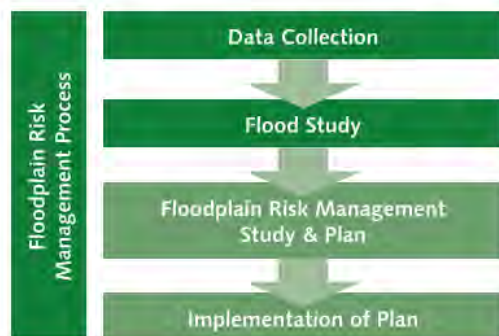 Floodplain Risk
Management Process
Data Collection
Flood Study
Floodplain Risk Management
Study & Plan
Implementation of Plan